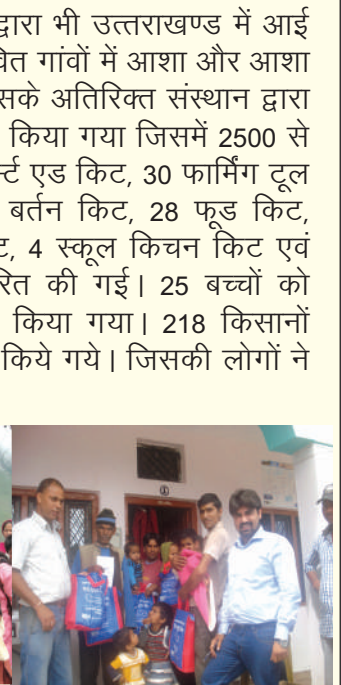 द्वारा भी उत्तराखण्ड में आई
गांवों में आशा और आशा
अतिरिक्त संस्थान द्वारा
किया गया जिसमें 2500 से
एड किट, 30 फार्मिंग टूल
बर्तन किट, 28 फूड किट,
4 स्कूल किचन किट एवं
की गई। 25 बच्चों को
किया गया। 218 किसानों
किये गये। जिसकी लोगों ने